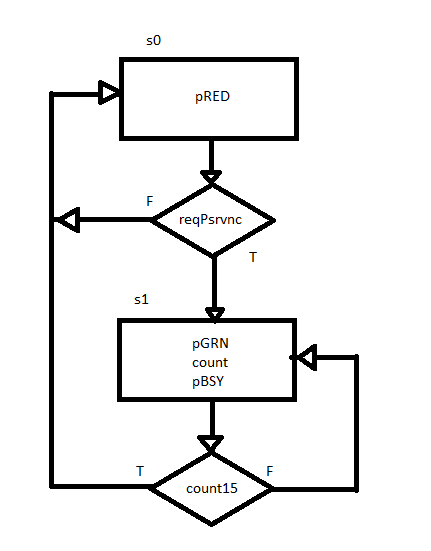 s0
pRED
F
reqPsrvnc
T
s1
pGRN
count
pBSY
T
F
count15